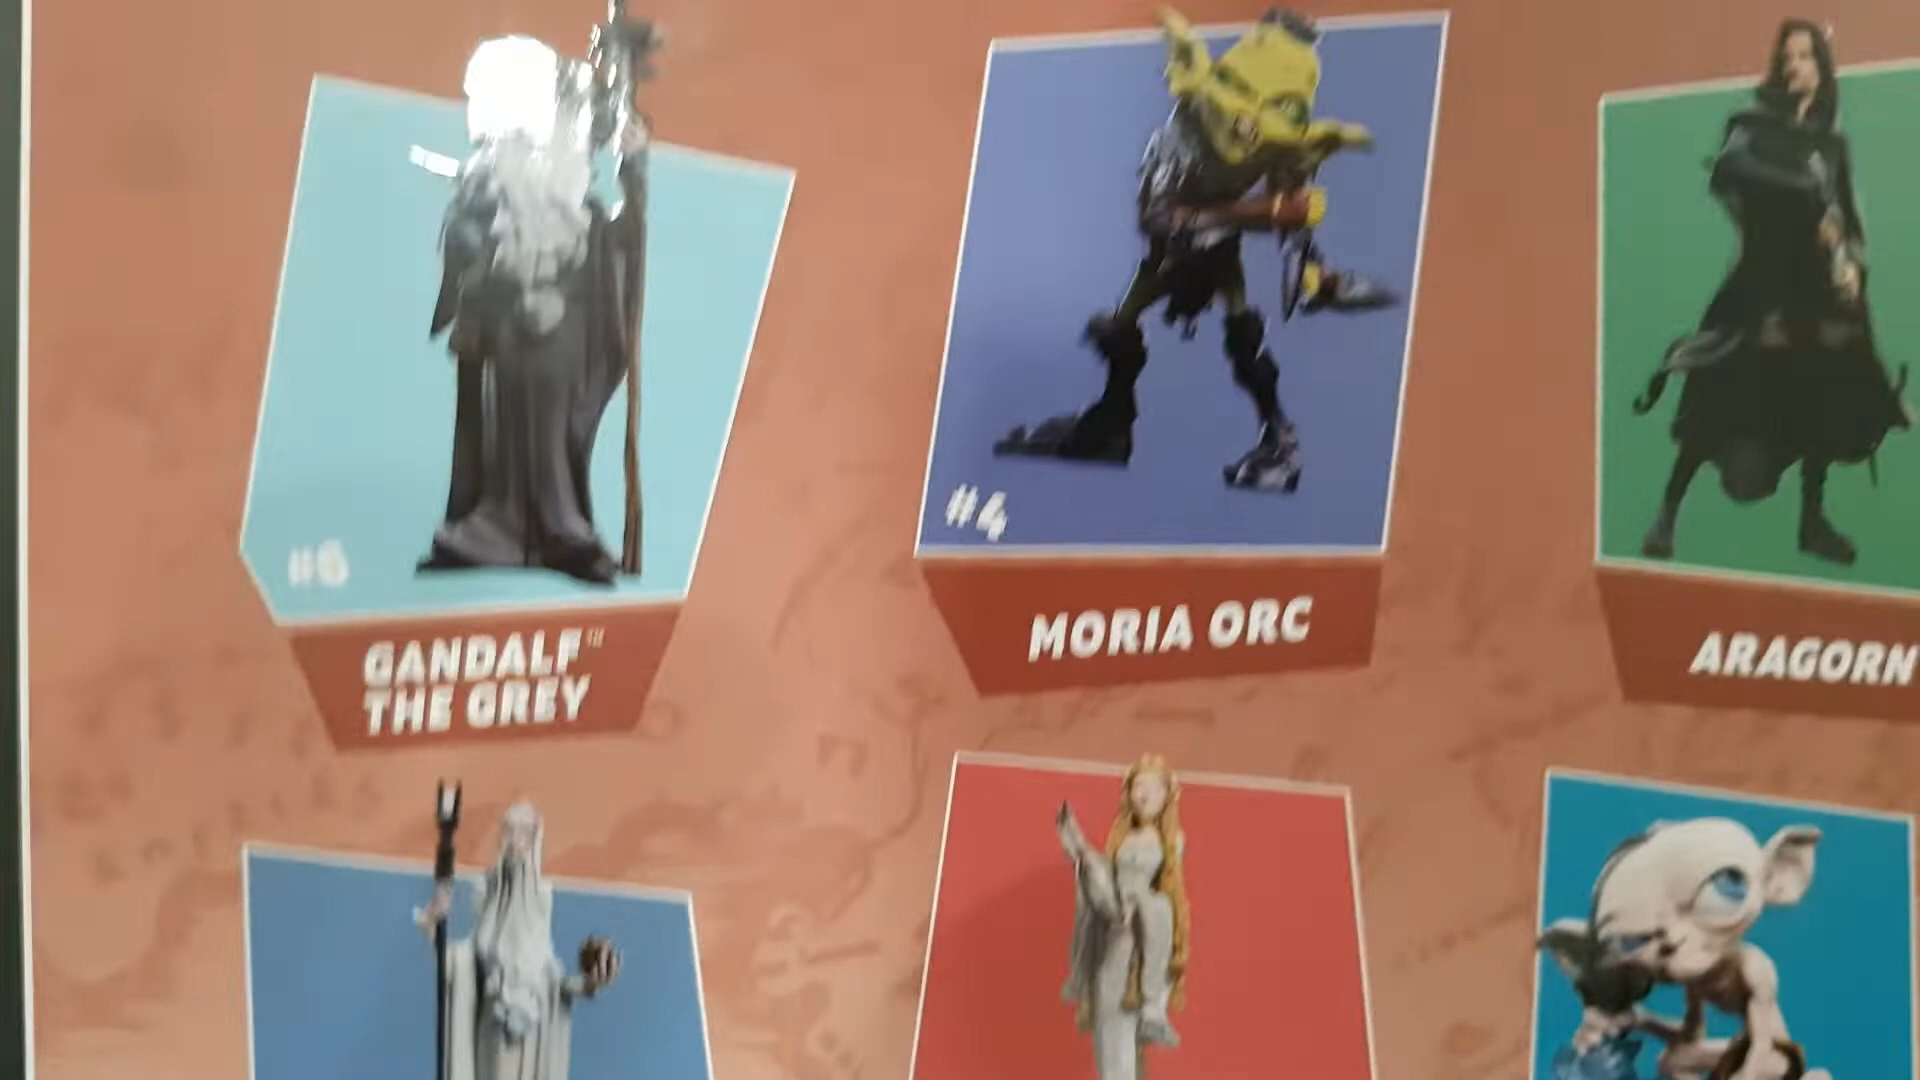 #6
GANDALF™
THE GREY
#4
MORIA ORC
ARAGORN